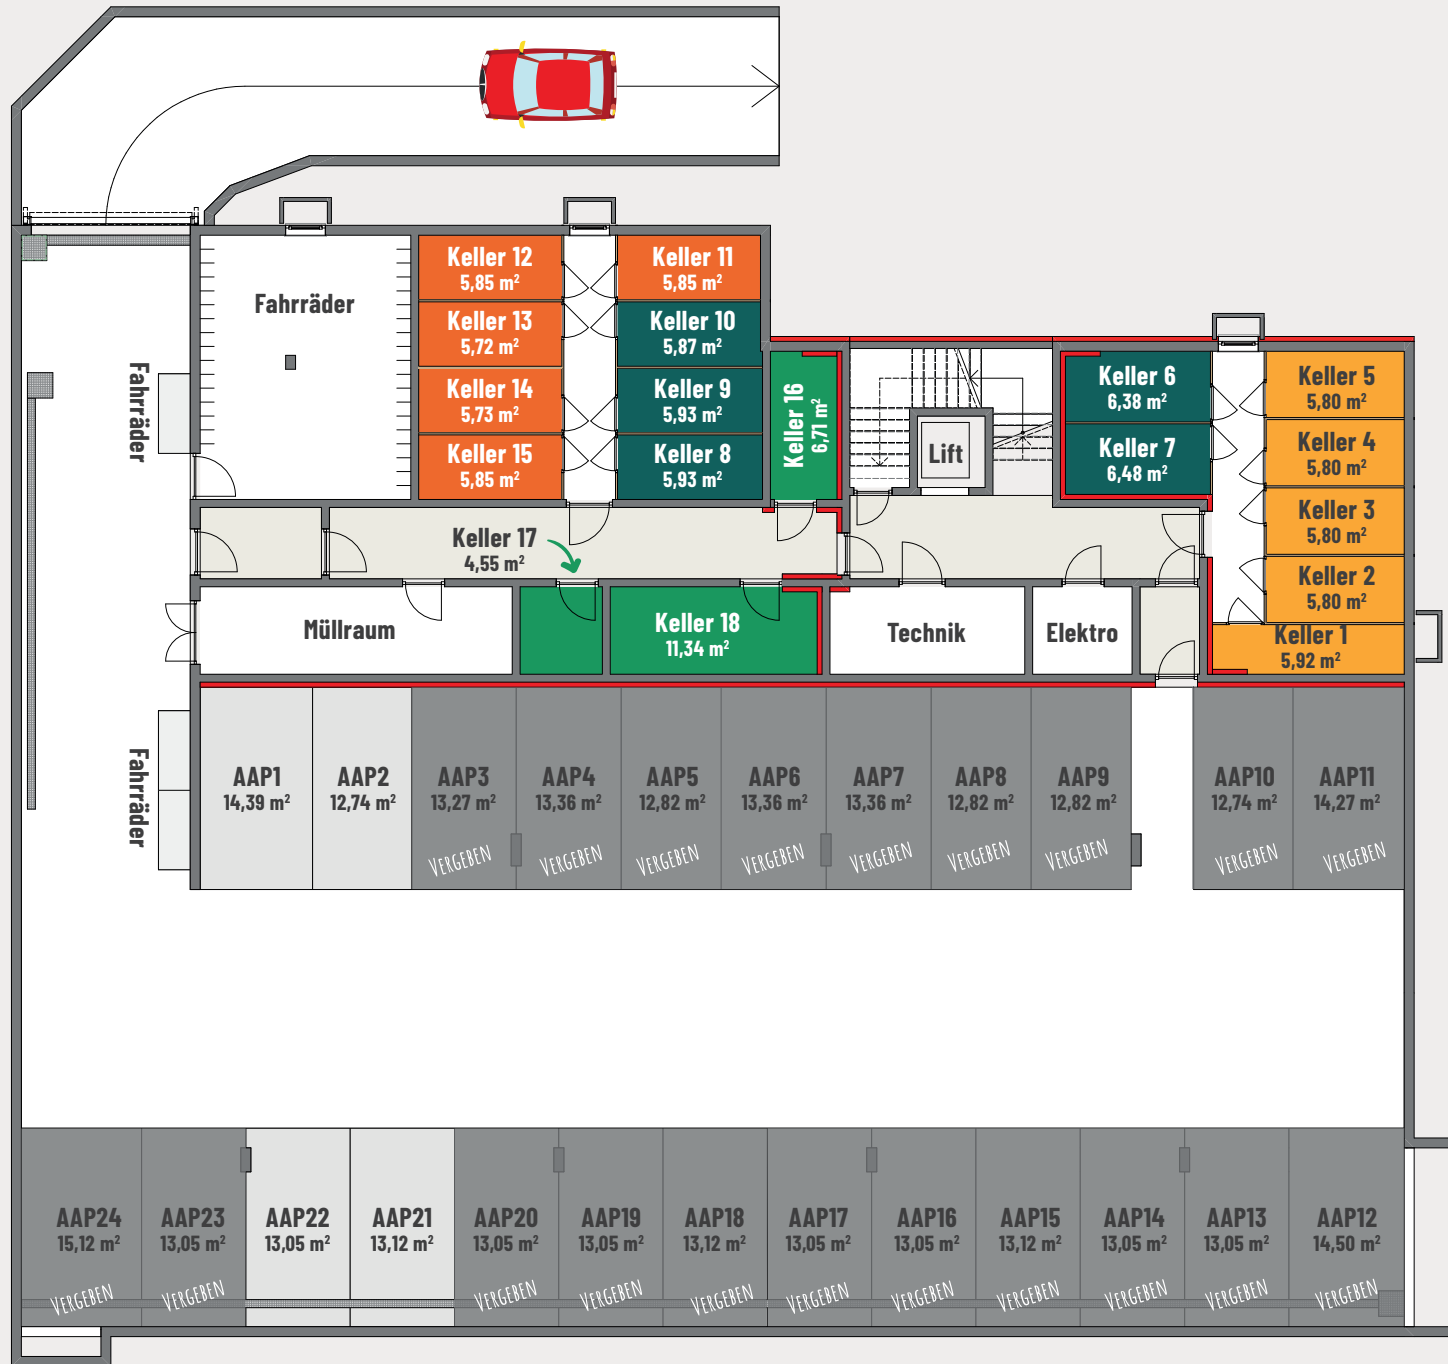 Keller 12
5,85 m²
Keller 11
5,85 m²
Fahrräder
Keller 13
5,72 m²
Keller 10
5,87 m²
Keller 14
5,73 m²
Keller 9
5,93 m²
Keller 15
5,85 m²
Keller 8
5,93 m²
Keller 16
6,71 m²
Lift
Keller 6
6,38 m²
Keller 7
6,48 m²
Keller 5
5,80 m²
Keller 4
5,80 m²
Keller 3
5,80 m²
Keller 2
5,80 m²
Keller 1
5,92 m²
Fahrräder
Keller 17
4,55 m²
Müllraum
Keller 18
11,34 m²
Technik
Elektro
Fahrräder
AAP1
14,39 m²
AAP2
12,74 m²
AAP3
13,27 m²
VERGEBEN
AAP4
13,36 m²
VERGEBEN
AAP5
12,82 m²
VERGEBEN
AAP6
13,36 m²
VERGEBEN
AAP7
13,36 m²
VERGEBEN
AAP8
12,82 m²
VERGEBEN
AAP9
12,82 m²
VERGEBEN
AAP10
12,74 m²
VERGEBEN
AAP11
14,27 m²
VERGEBEN
AAP24
15,12 m²
VERGEBEN
AAP23
13,05 m²
VERGEBEN
AAP22
13,05 m²
AAP21
13,12 m²
AAP20
13,05 m²
VERGEBEN
AAP19
13,05 m²
VERGEBEN
AAP18
13,12 m²
VERGEBEN
AAP17
13,05 m²
VERGEBEN
AAP16
13,05 m²
VERGEBEN
AAP15
13,12 m²
VERGEBEN
AAP14
13,05 m²
VERGEBEN
AAP13
13,05 m²
VERGEBEN
AAP12
14,50 m²
VERGEBEN